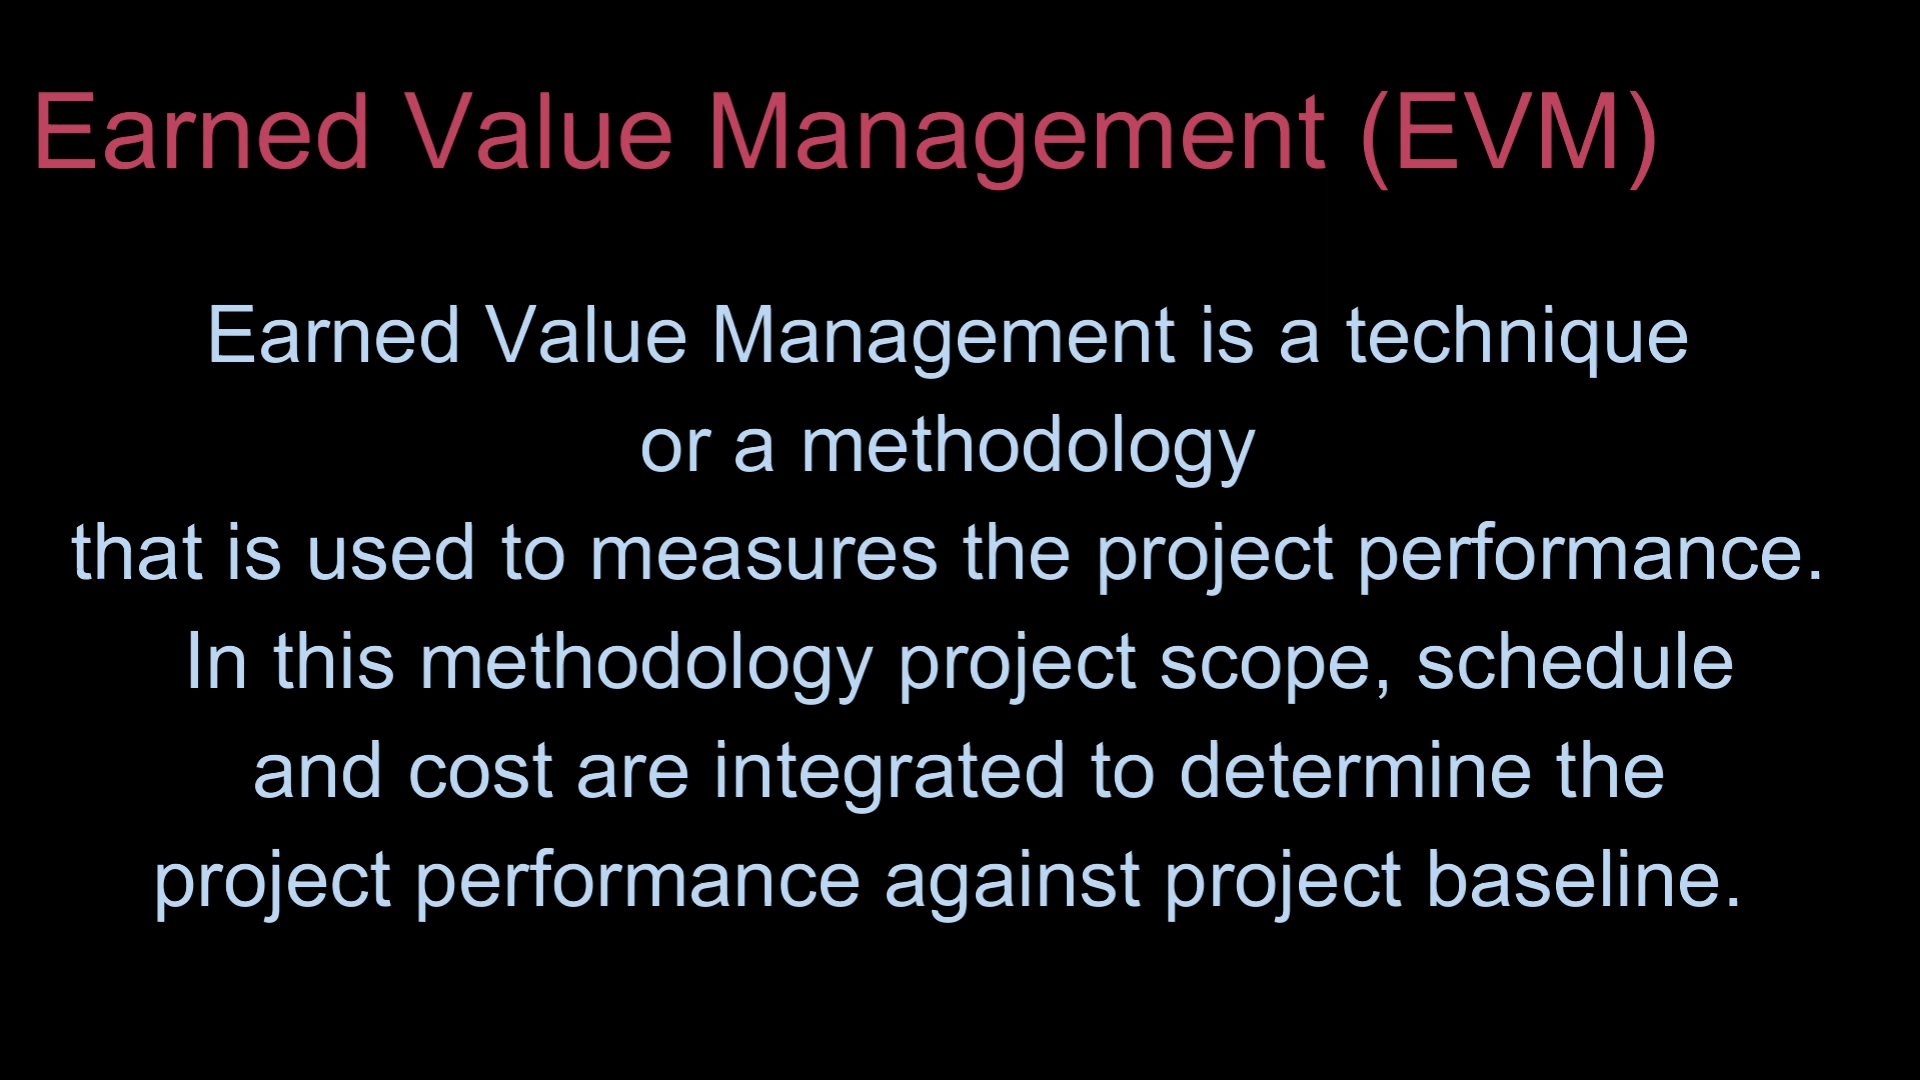 Earned Value Management (EVM)
Earned Value Management is a technique
or a methodology
that is used to measures the project performance.
In this methodology project scope, schedule
and cost are integrated to determine the
project performance against project baseline.